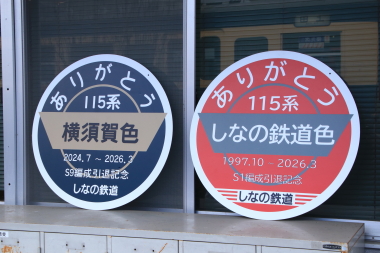 ありがとう
115系
横須賀色
2024.7 ~ 2026.3
S9編成引退記念
しなの鉄道
ありがとう
115系
しなの鉄道色
1997.10 - 2026.3
S1編成引退記念
しなの鉄道